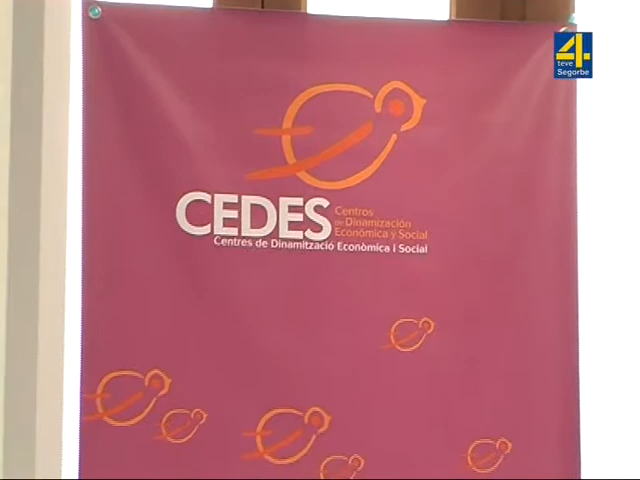 4
teve
Segorbe
CEDES
Centros
de Dinamización
Económica y Social
Centres de Dinamització Econòmica i Social